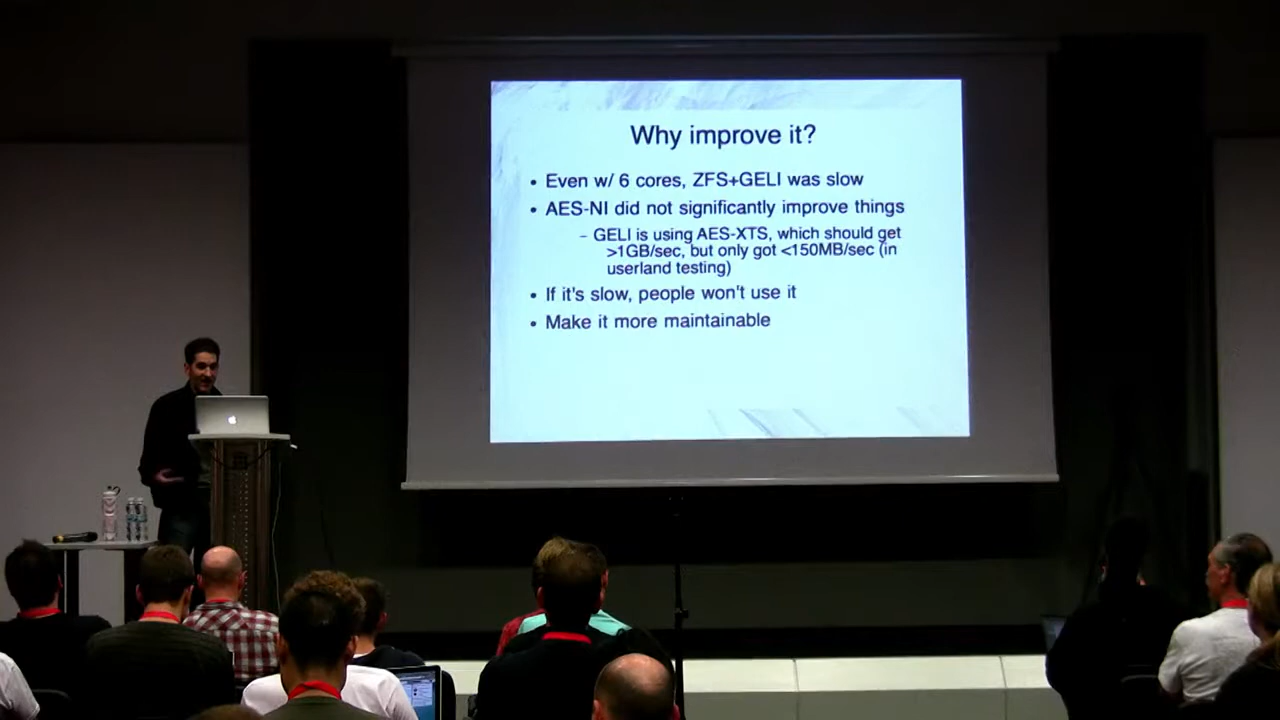 Why improve it?
• Even w/ 6 cores, ZFS+GELI was slow
• AES-NI did not significantly improve things
– GELI is using AES-XTS, which should get
>1GB/sec, but only got <150MB/sec (in
userland testing)
• If it's slow, people won't use it
• Make it more maintainable